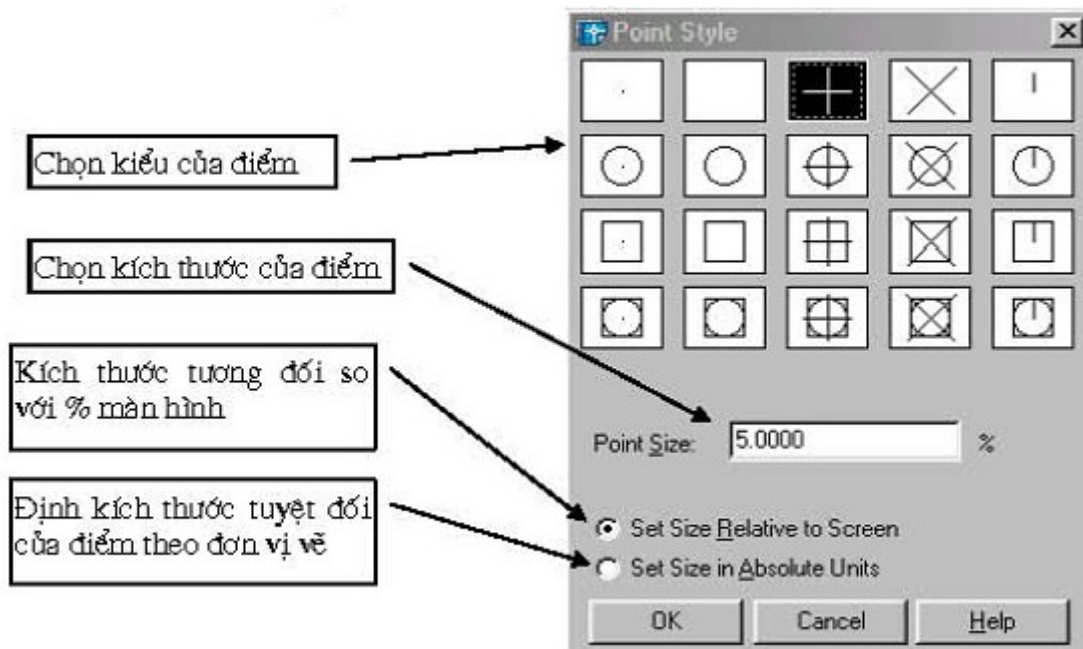 Point Style
Chọn kiểu của điểm
Chọn kích thước của điểm
Kích thước tương đối so
với % màn hình
Point Size: 5.0000 %
Định kích thước tuyệt đối
của điểm theo đơn vị vẽ
Set Size Relative to Screen
Set Size in Absolute Units
OK Cancel Help